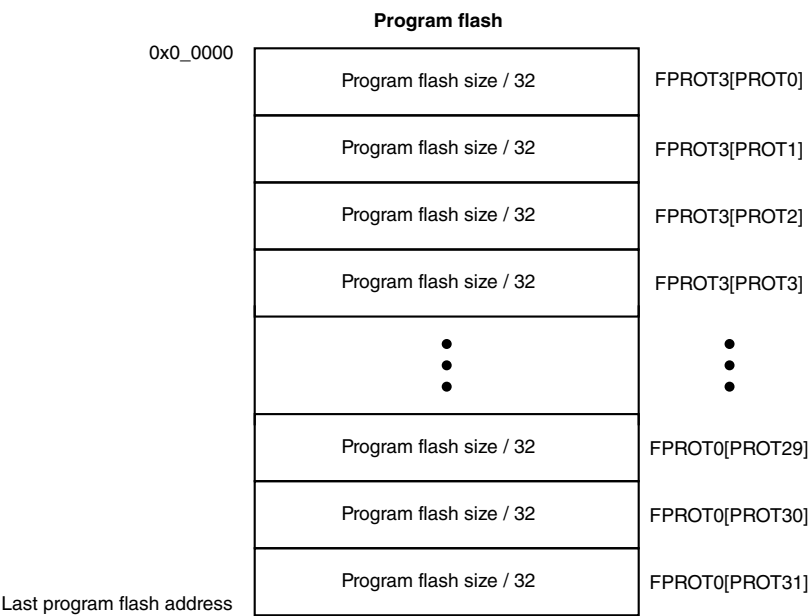 Program flash
0x0_0000
Program flash size / 32
FPROT3[PROT0]
Program flash size / 32
FPROT3[PROT1]
Program flash size / 32
FPROT3[PROT2]
Program flash size / 32
FPROT3[PROT3]
Program flash size / 32
FPROT0[PROT29]
Program flash size / 32
FPROT0[PROT30]
Program flash size / 32
FPROT0[PROT31]
Last program flash address